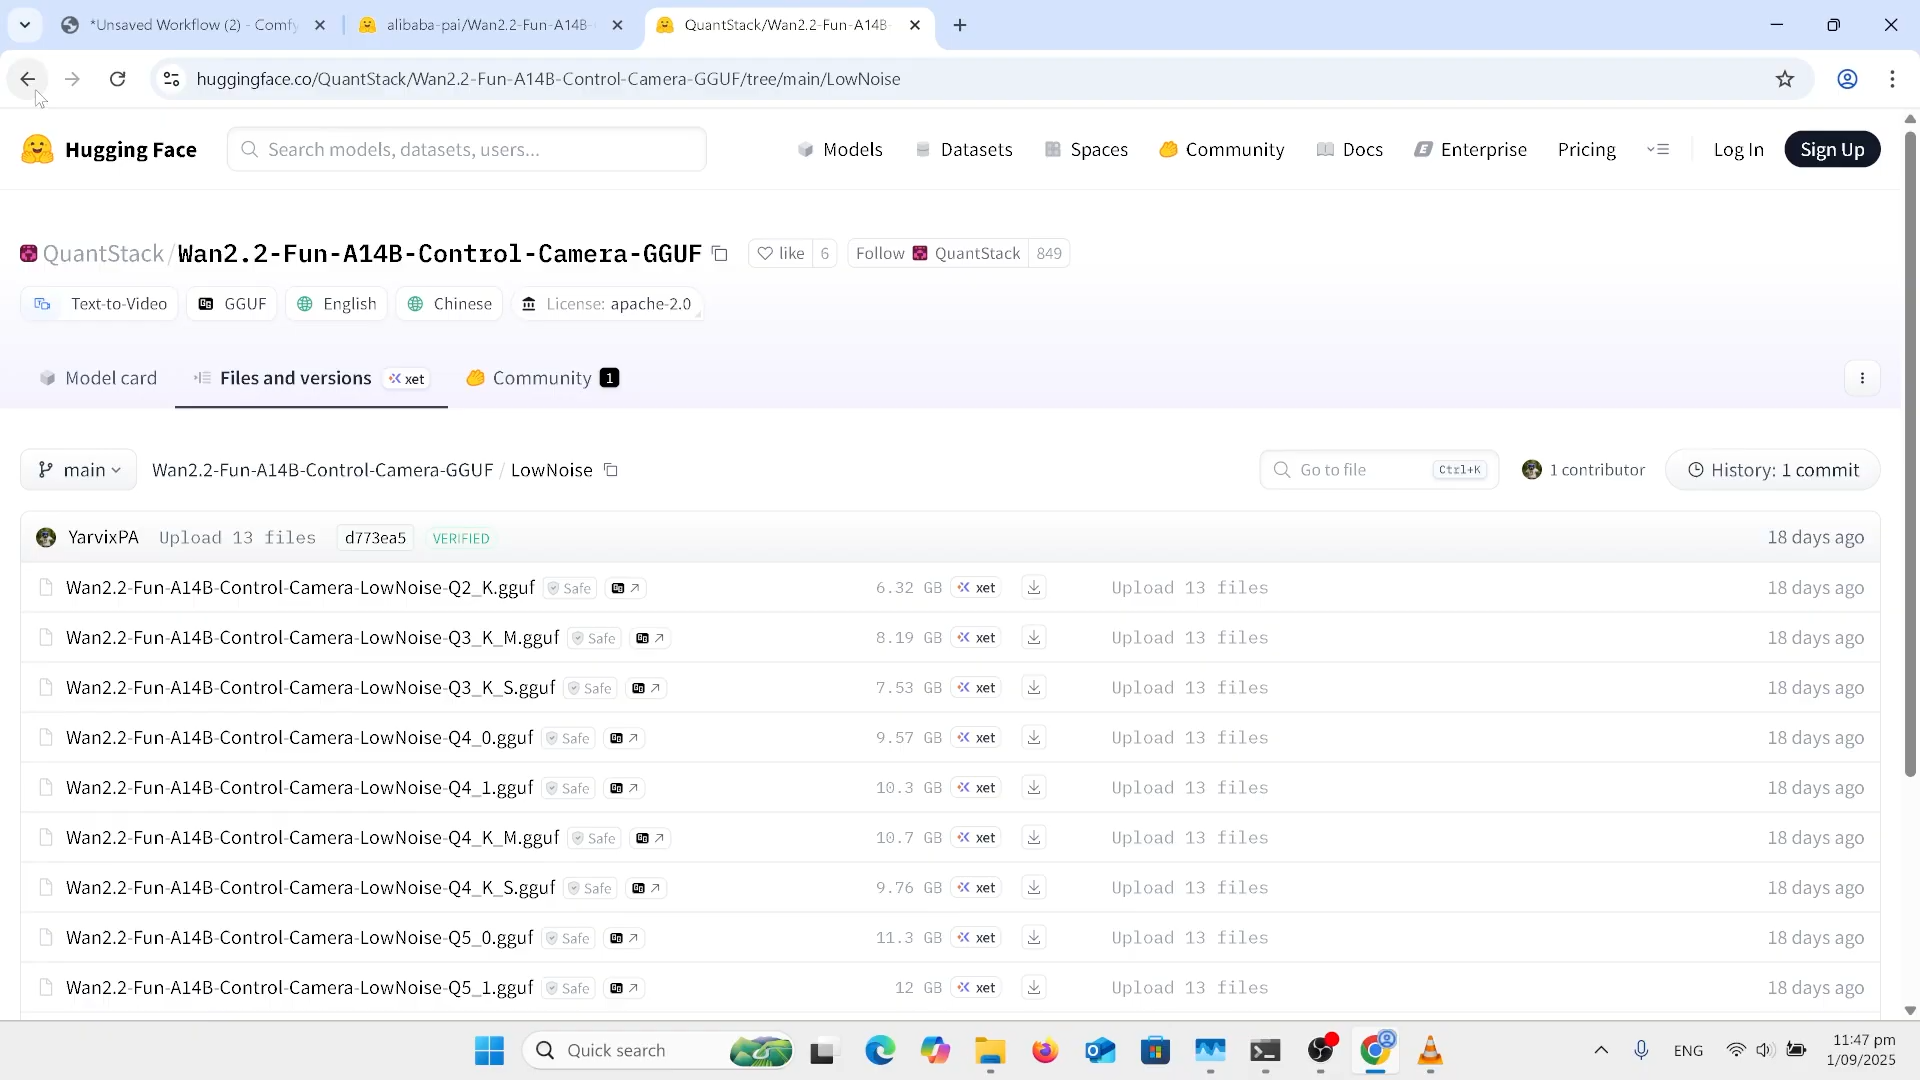 *Unsaved Workflow (2) - Comfy
alibaba-pai/Wan2.2-Fun-A14B-
QuantStack/Wan2.2-Fun-A14B-
huggingface.co/QuantStack/Wan2.2-Fun-A14B-Control-Camera-GGUF/tree/main/LowNoise
Hugging Face
Search models, datasets, users...
Models
Datasets
Spaces
Community
Docs
Enterprise
Pricing
Log In
Sign Up
QuantStack/Wan2.2-Fun-A14B-Control-Camera-GGUF
like 6
Follow QuantStack 849
Text-to-Video
GGUF
English
Chinese
License: apache-2.0
Model card
Files and versions xet
Community 1
main
Wan2.2-Fun-A14B-Control-Camera-GGUF / LowNoise
Go to file Ctrl+K
1 contributor
History: 1 commit
YarvixPA Upload 13 files d773ea5 VERIFIED 18 days ago
Wan2.2-Fun-A14B-Control-Camera-LowNoise-Q2_K.gguf Safe 6.32 GB xet Upload 13 files 18 days ago
Wan2.2-Fun-A14B-Control-Camera-LowNoise-Q3_K_M.gguf Safe 8.19 GB xet Upload 13 files 18 days ago
Wan2.2-Fun-A14B-Control-Camera-LowNoise-Q3_K_S.gguf Safe 7.53 GB xet Upload 13 files 18 days ago
Wan2.2-Fun-A14B-Control-Camera-LowNoise-Q4_0.gguf Safe 9.57 GB xet Upload 13 files 18 days ago
Wan2.2-Fun-A14B-Control-Camera-LowNoise-Q4_1.gguf Safe 10.3 GB xet Upload 13 files 18 days ago
Wan2.2-Fun-A14B-Control-Camera-LowNoise-Q4_K_M.gguf Safe 10.7 GB xet Upload 13 files 18 days ago
Wan2.2-Fun-A14B-Control-Camera-LowNoise-Q4_K_S.gguf Safe 9.76 GB xet Upload 13 files 18 days ago
Wan2.2-Fun-A14B-Control-Camera-LowNoise-Q5_0.gguf Safe 11.3 GB xet Upload 13 files 18 days ago
Wan2.2-Fun-A14B-Control-Camera-LowNoise-Q5_1.gguf Safe 12 GB xet Upload 13 files 18 days ago
Quick search
ENG
11:47 pm
1/09/2025